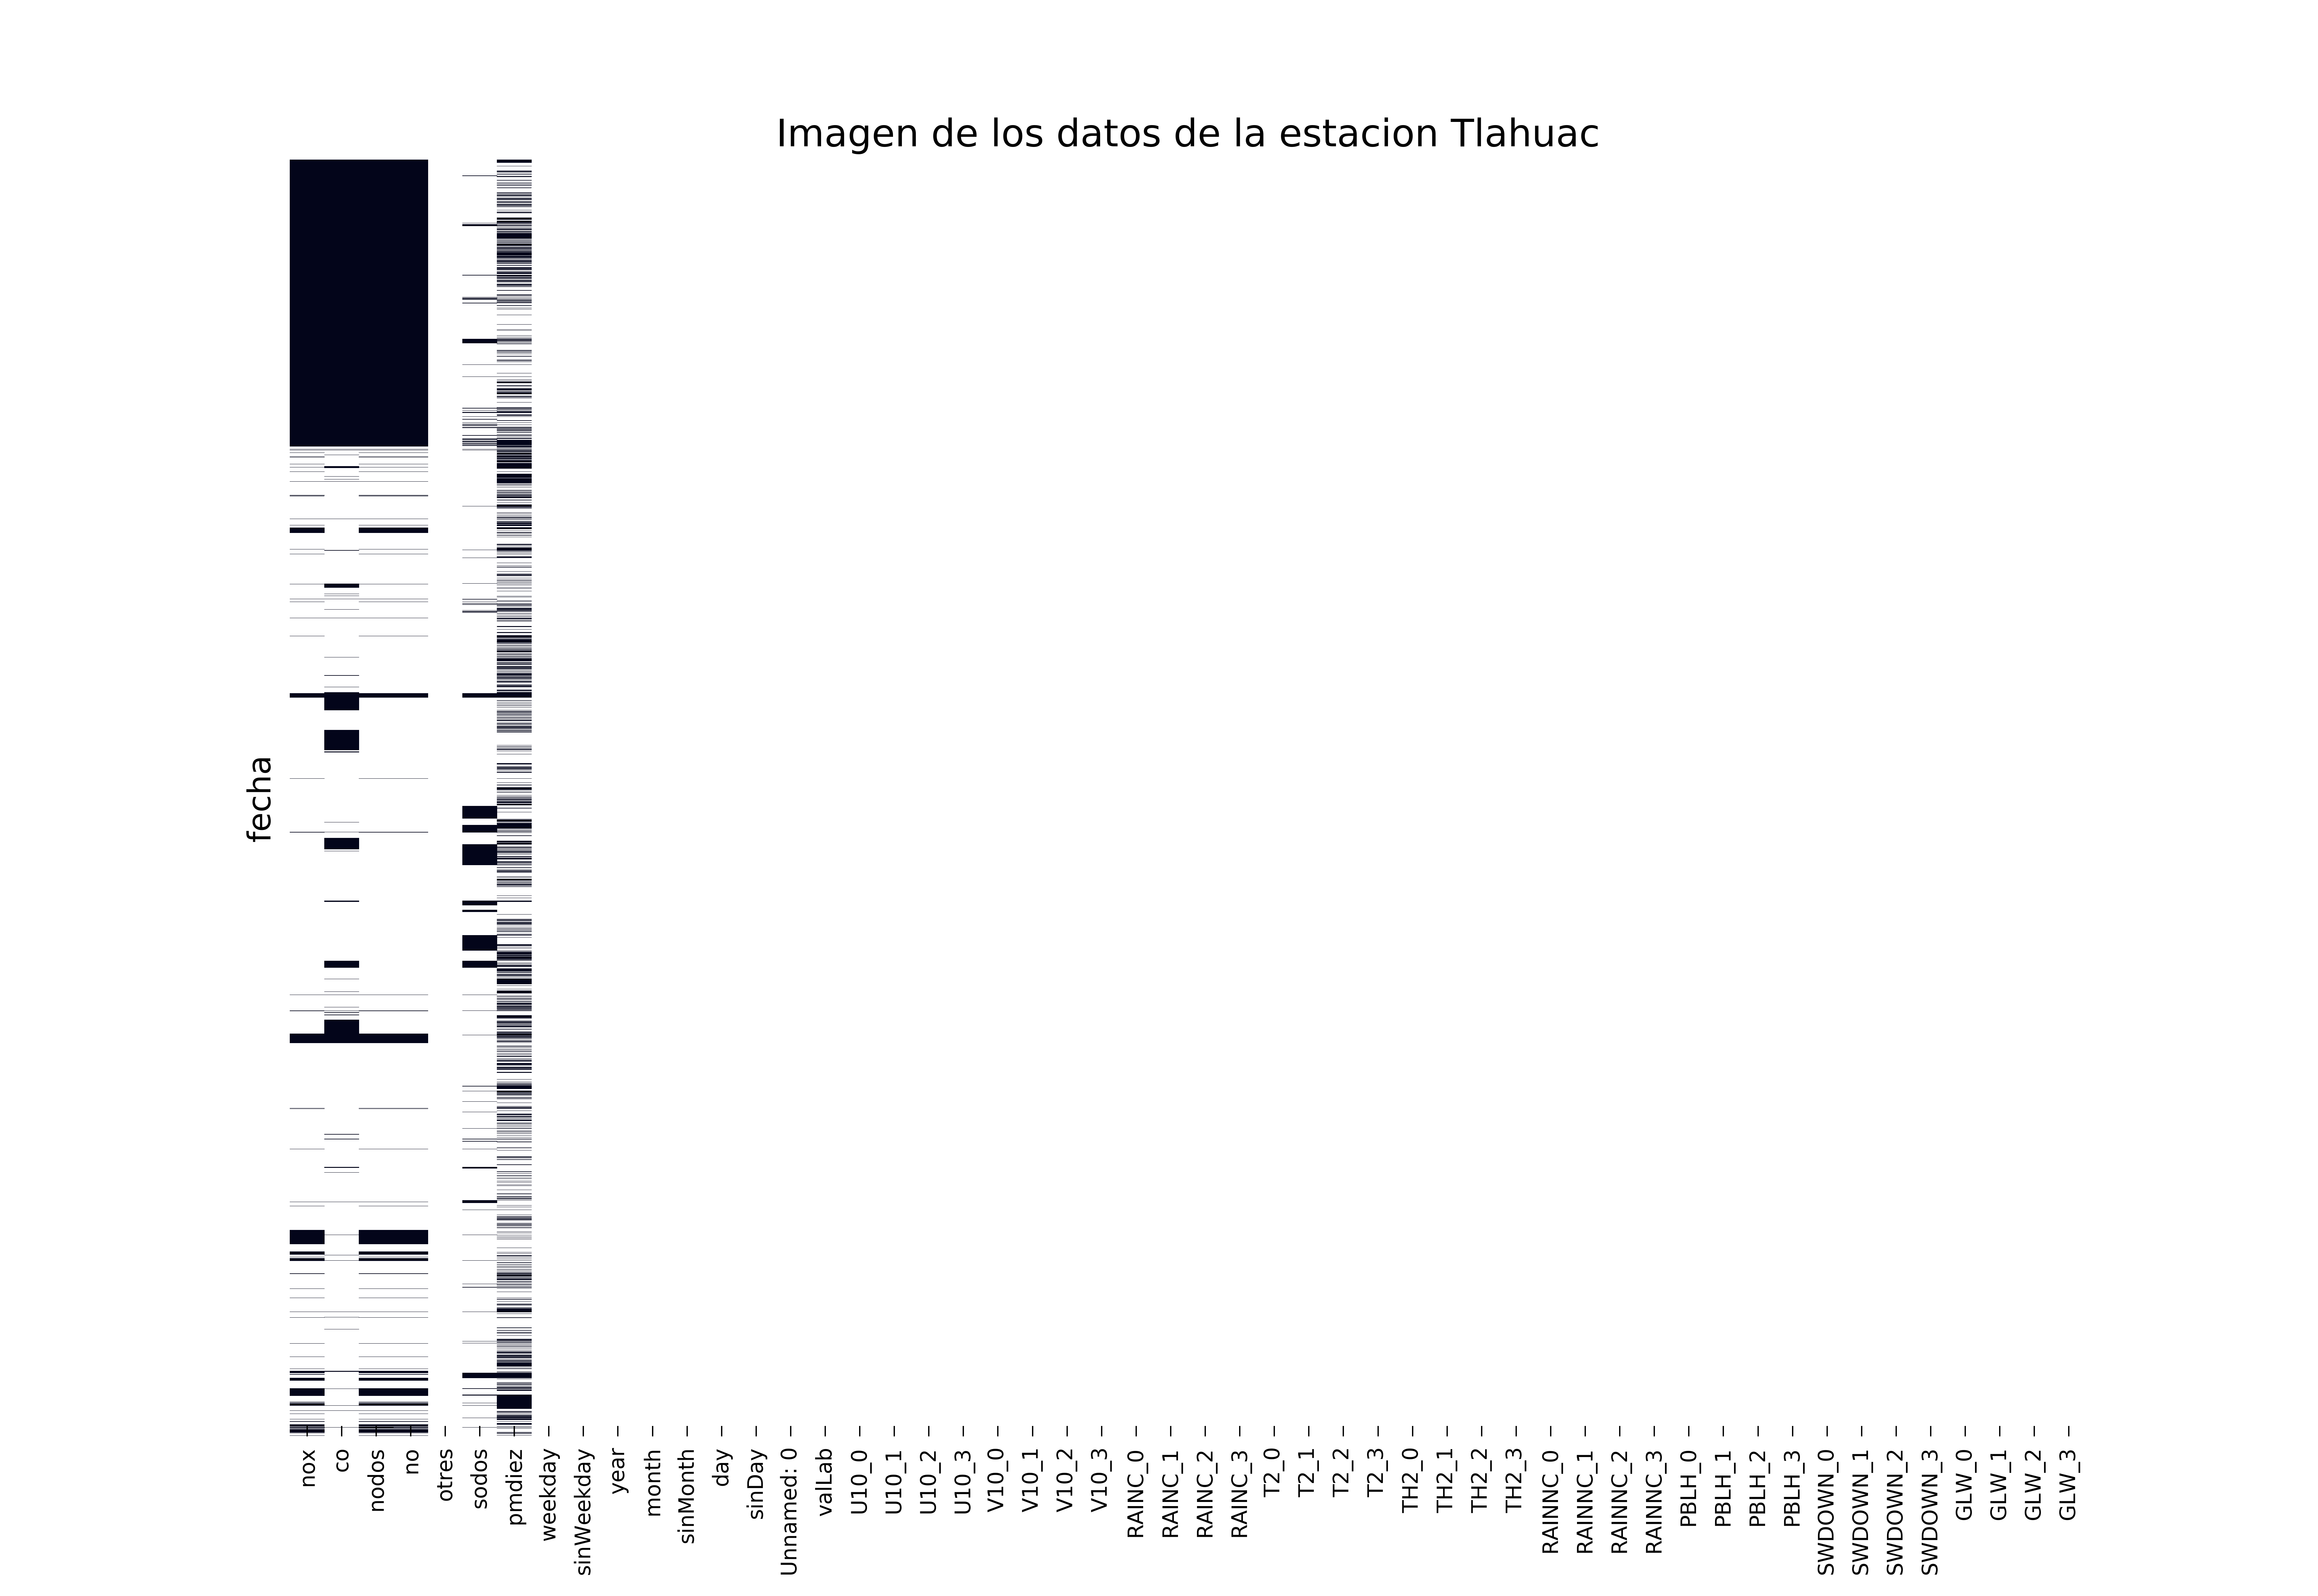 Imagen de los datos de la estacion Tlahuac
fecha
nox
co
nodos
no
otres
sodos
pmdiez
weekday
sinWeekday
year
month
sinMonth
day
sinDay
Unnamed: 0
valLab
U10_0
U10_1
U10_2
U10_3
V10_0
V10_1
V10_2
V10_3
RAINC_0
RAINC_1
RAINC_2
RAINC_3
T2_0
T2_1
T2_2
T2_3
TH2_0
TH2_1
TH2_2
TH2_3
RAINNC_0
RAINNC_1
RAINNC_2
RAINNC_3
PBLH_0
PBLH_1
PBLH_2
PBLH_3
SWDOWN_0
SWDOWN_1
SWDOWN_2
SWDOWN_3
GLW_0
GLW_1
GLW_2
GLW_3